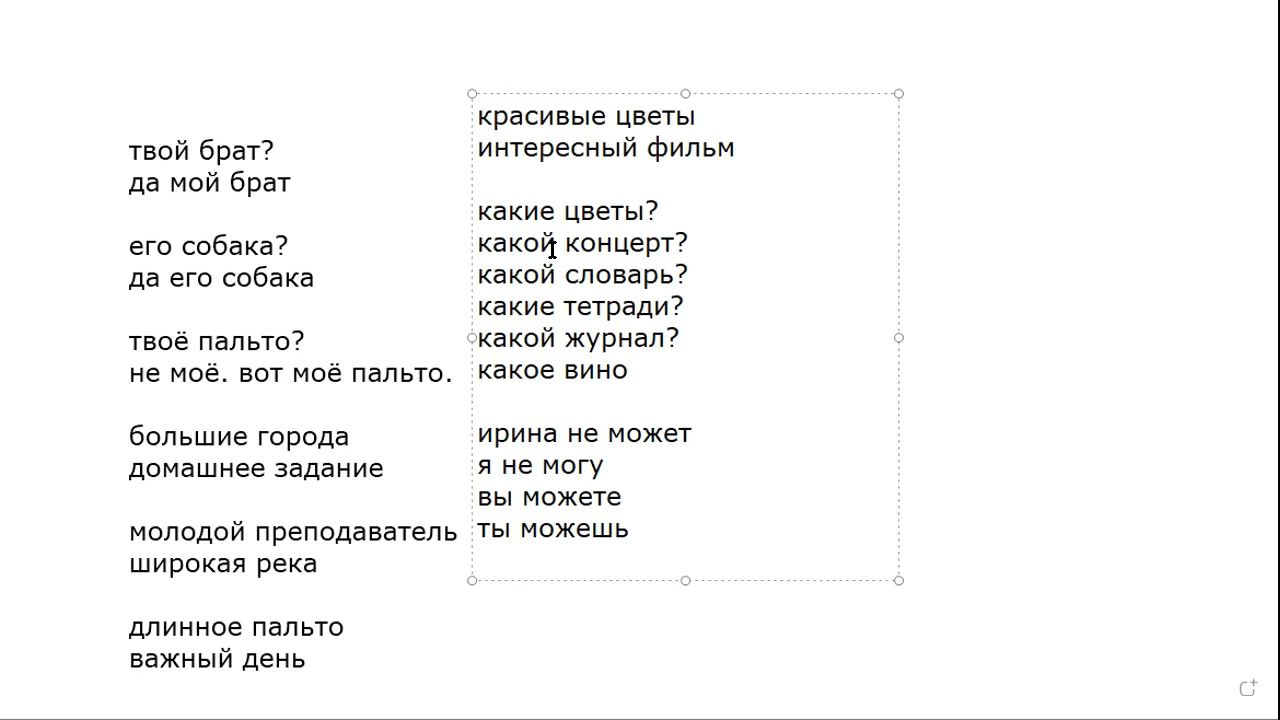 твой брат?
да мой брат
его собака?
да его собака
твоё пальто?
не моё. вот моё пальто.
большие города
домашнее задание
молодой преподаватель
широкая река
длинное пальто
важный день
красивые цветы
интересный фильм
какие цветы?
какой концерт?
какой словарь?
какие тетради?
какой журнал?
какое вино
ирина не может
я не могу
вы можете
ты можешь